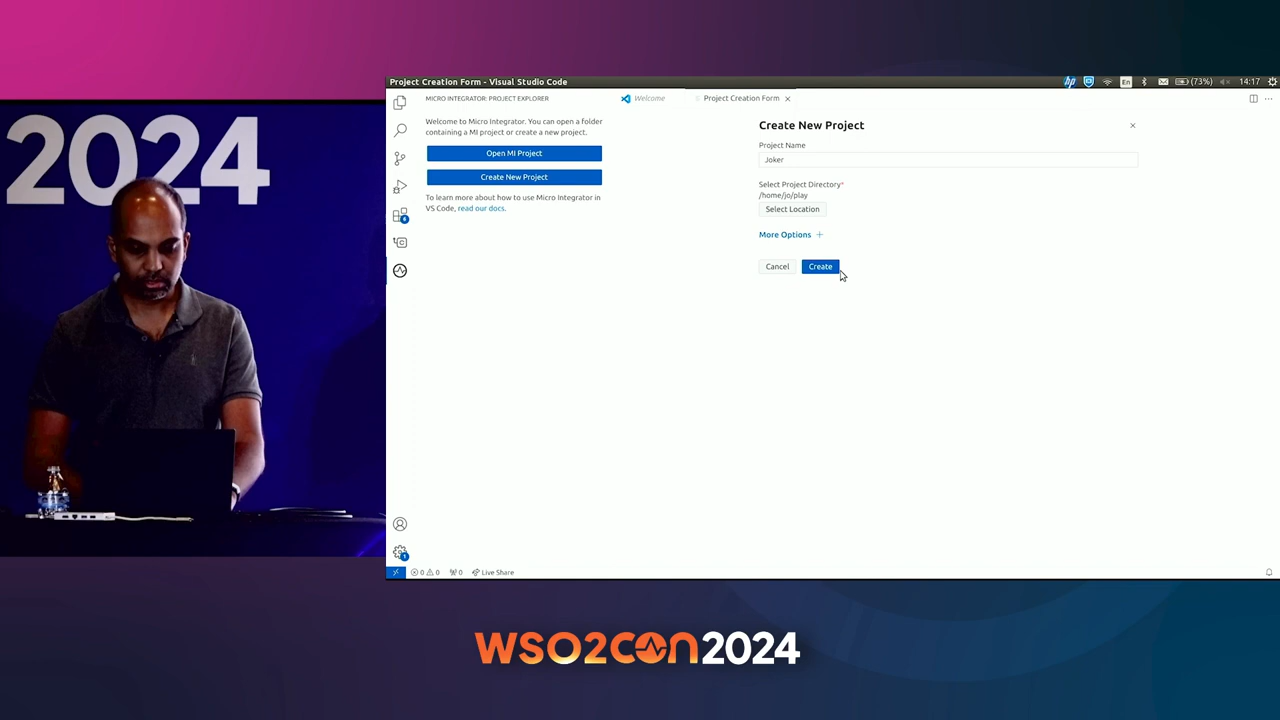 2024
Project Creation Form - Visual Studio Code
hp
En
(73%)
14:17
MICRO INTEGRATOR: PROJECT EXPLORER
Welcome
Project Creation Form
Welcome to Micro Integrator. You can open a folder
containing a MI project or create a new project.
Open MI Project
Create New Project
To learn more about how to use Micro Integrator in
VS Code, read our docs.
Create New Project
Project Name
Joker
Select Project Directory*
/home/jo/play
Select Location
More Options +
Cancel
Create
0 0
0
Live Share
WSO2CON2024